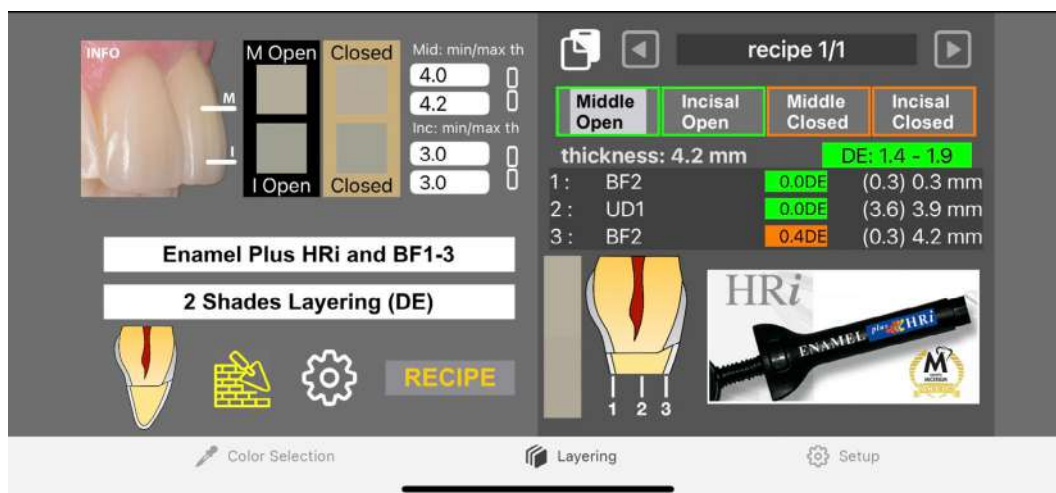 INFO
M
I
M Open Closed
I Open Closed
Mid: min/max th
4.0
4.2
Inc: min/max th
3.0
3.0
Enamel Plus HRi and BF1-3
2 Shades Layering (DE)
RECIPE
recipe 1/1
Middle Open
Incisal Open
Middle Closed
Incisal Closed
thickness: 4.2 mm DE: 1.4 - 1.9
1: BF2 0.0DE (0.3) 0.3 mm
2: UD1 0.0DE (3.6) 3.9 mm
3: BF2 0.4DE (0.3) 4.2 mm
1 2 3
HRi
ENAMEL plus HRi
M
Color Selection
Layering
Setup